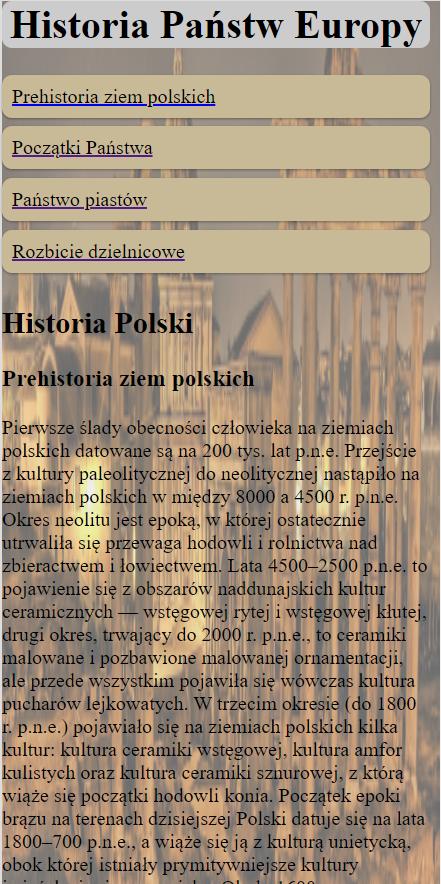 Historia Państw Europy
Prehistoria ziem polskich
Początki Państwa
Państwo piastów
Rozbicie dzielnicowe
Historia Polski
Prehistoria ziem polskich
Pierwsze ślady obecności człowieka na ziemiach
polskich datowane są na 200 tys. lat p.n.e. Przejście
z kultury paleolitycznej do neolitycznej nastąpiło na
ziemiach polskich w między 8000 a 4500 r. p.n.e.
Okres neolitu jest epoką, w której ostatecznie
utrwaliła się przewaga hodowli i rolnictwa nad
zbieractwem i łowiectwem. Lata 4500–2500 p.n.e. to
pojawienie się z obszarów naddunajskich kultur
ceramicznych — wstęgowej rytej i wstęgowej kłutej,
drugi okres, trwający do 2000 r. p.n.e., to ceramiki
malowane i pozbawione malowanej ornamentacji,
ale przede wszystkim pojawiła się wówczas kultura
pucharów lejkowatych. W trzecim okresie (do 1800
r. p.n.e.) pojawiało się na ziemiach polskich kilka
kultur: kultura ceramiki wstęgowej, kultura amfor
kulistych oraz kultura ceramiki sznurowej, z którą
wiąże się początki hodowli konia. Początek epoki
brązu na terenach dzisiejszej Polski datuje się na lata
1800–700 p.n.e., a wiąże się ją z kulturą unietycką,
obok której istniały prymitywniejsze kultury